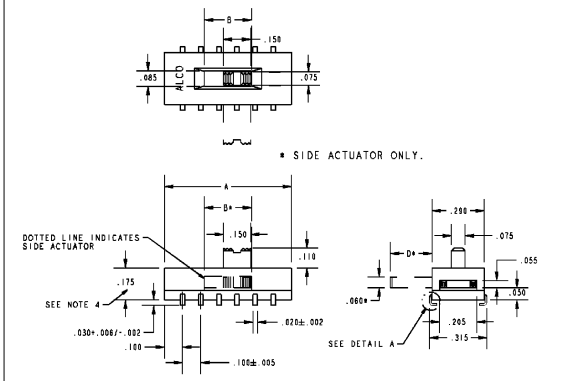 B
.150
.085
ALCO
.075
* SIDE ACTUATOR ONLY.
A
B*
.150
DOTTED LINE INDICATES
SIDE ACTUATOR
.110
.175
SEE NOTE 4
.030+.006/-.002
.020±.002
.100
.100±.005
.290
.075
D*
.055
.060*
.050
.205
SEE DETAIL A
.315